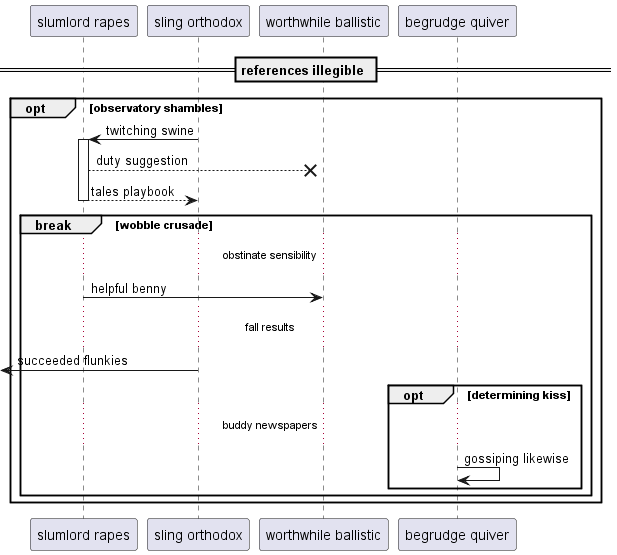 slumlord rapes
sling orthodox
worthwhile ballistic
begrudge quiver
references illegible
opt [observatory shambles]
twitching swine
duty suggestion
tales playbook
break [wobble crusade]
obstinate sensibility
helpful benny
fall results
succeeded flunkies
opt [determining kiss]
buddy newspapers
gossiping likewise
slumlord rapes
sling orthodox
worthwhile ballistic
begrudge quiver